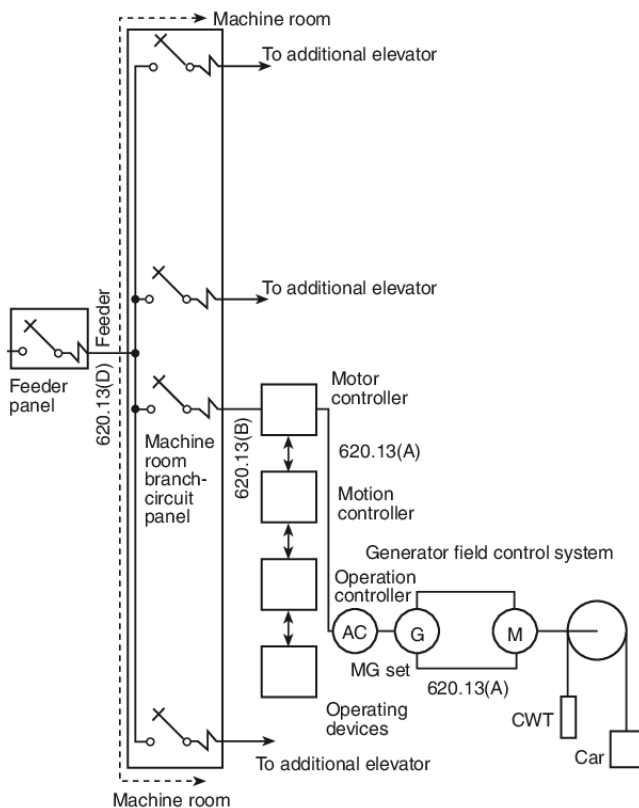 Machine room
To additional elevator
To additional elevator
Feeder
Feeder
panel
620.13(D)
Machine
room
branch-
circuit
panel
620.13(B)
Motor
controller
620.13(A)
Motion
controller
Generator field control system
Operation
controller
AC
G
M
MG set
620.13(A)
Operating
devices
CWT
Car
To additional elevator
Machine room